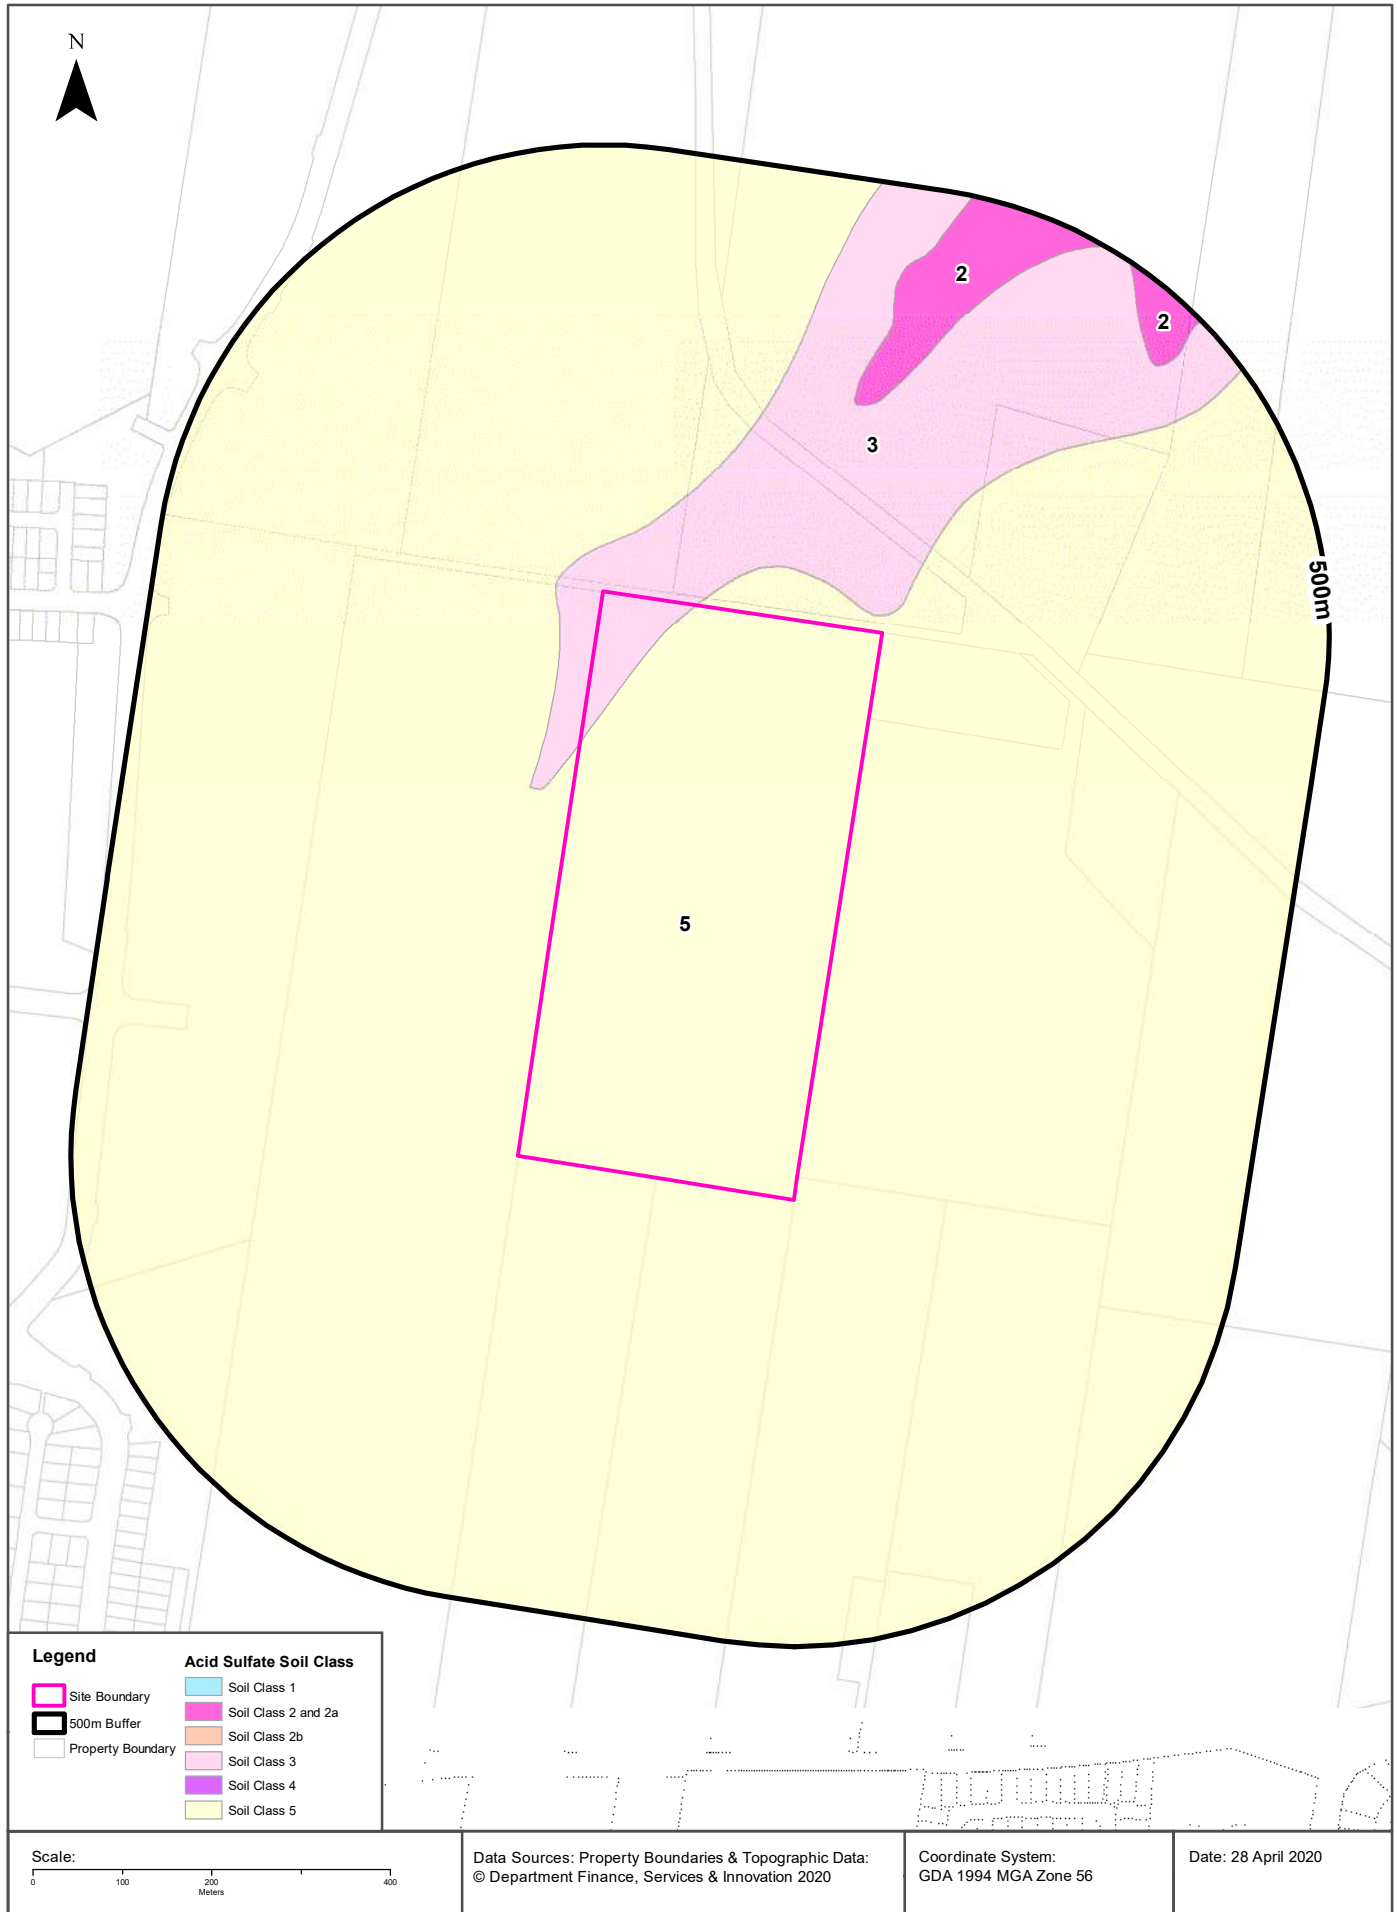 N
2
2
3
500m
5
Legend
Site Boundary
500m Buffer
Property Boundary
Acid Sulfate Soil Class
Soil Class 1
Soil Class 2 and 2a
Soil Class 2b
Soil Class 3
Soil Class 4
Soil Class 5
Scale:
0 100 200 400
Meters
Data Sources: Property Boundaries & Topographic Data:
© Department Finance, Services & Innovation 2020
Coordinate System:
GDA 1994 MGA Zone 56
Date: 28 April 2020